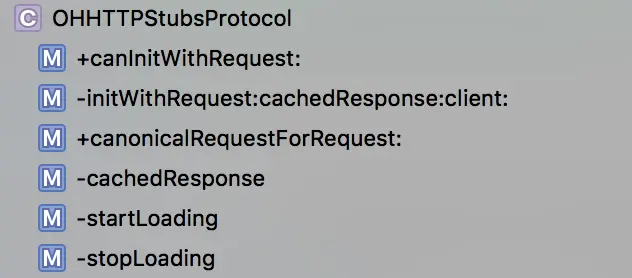 C OHHTTPStubsProtocol
M +canInitWithRequest:
M -initWithRequest:cachedResponse:client:
M +canonicalRequestForRequest:
M -cachedResponse
M -startLoading
M -stopLoading